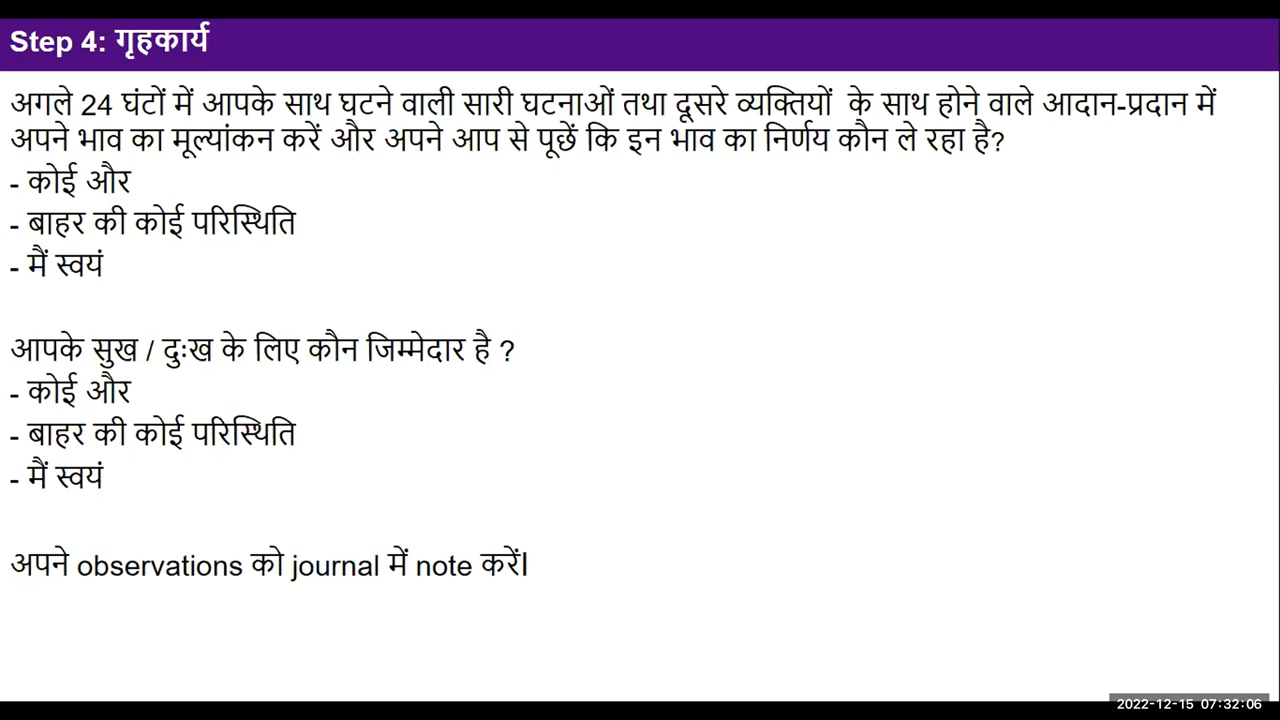 Step 4: गृहकार्य
अगले 24 घंटों में आपके साथ घटने वाली सारी घटनाओं तथा दूसरे व्यक्तियों के साथ होने वाले आदान-प्रदान में
अपने भाव का मूल्यांकन करें और अपने आप से पूछें कि इन भाव का निर्णय कौन ले रहा है?
- कोई और
- बाहर की कोई परिस्थिति
- मैं स्वयं
आपके सुख / दुःख के लिए कौन जिम्मेदार है ?
- कोई और
- बाहर की कोई परिस्थिति
- मैं स्वयं
अपने observations को journal में note करें।
2022-12-15 07:32:06